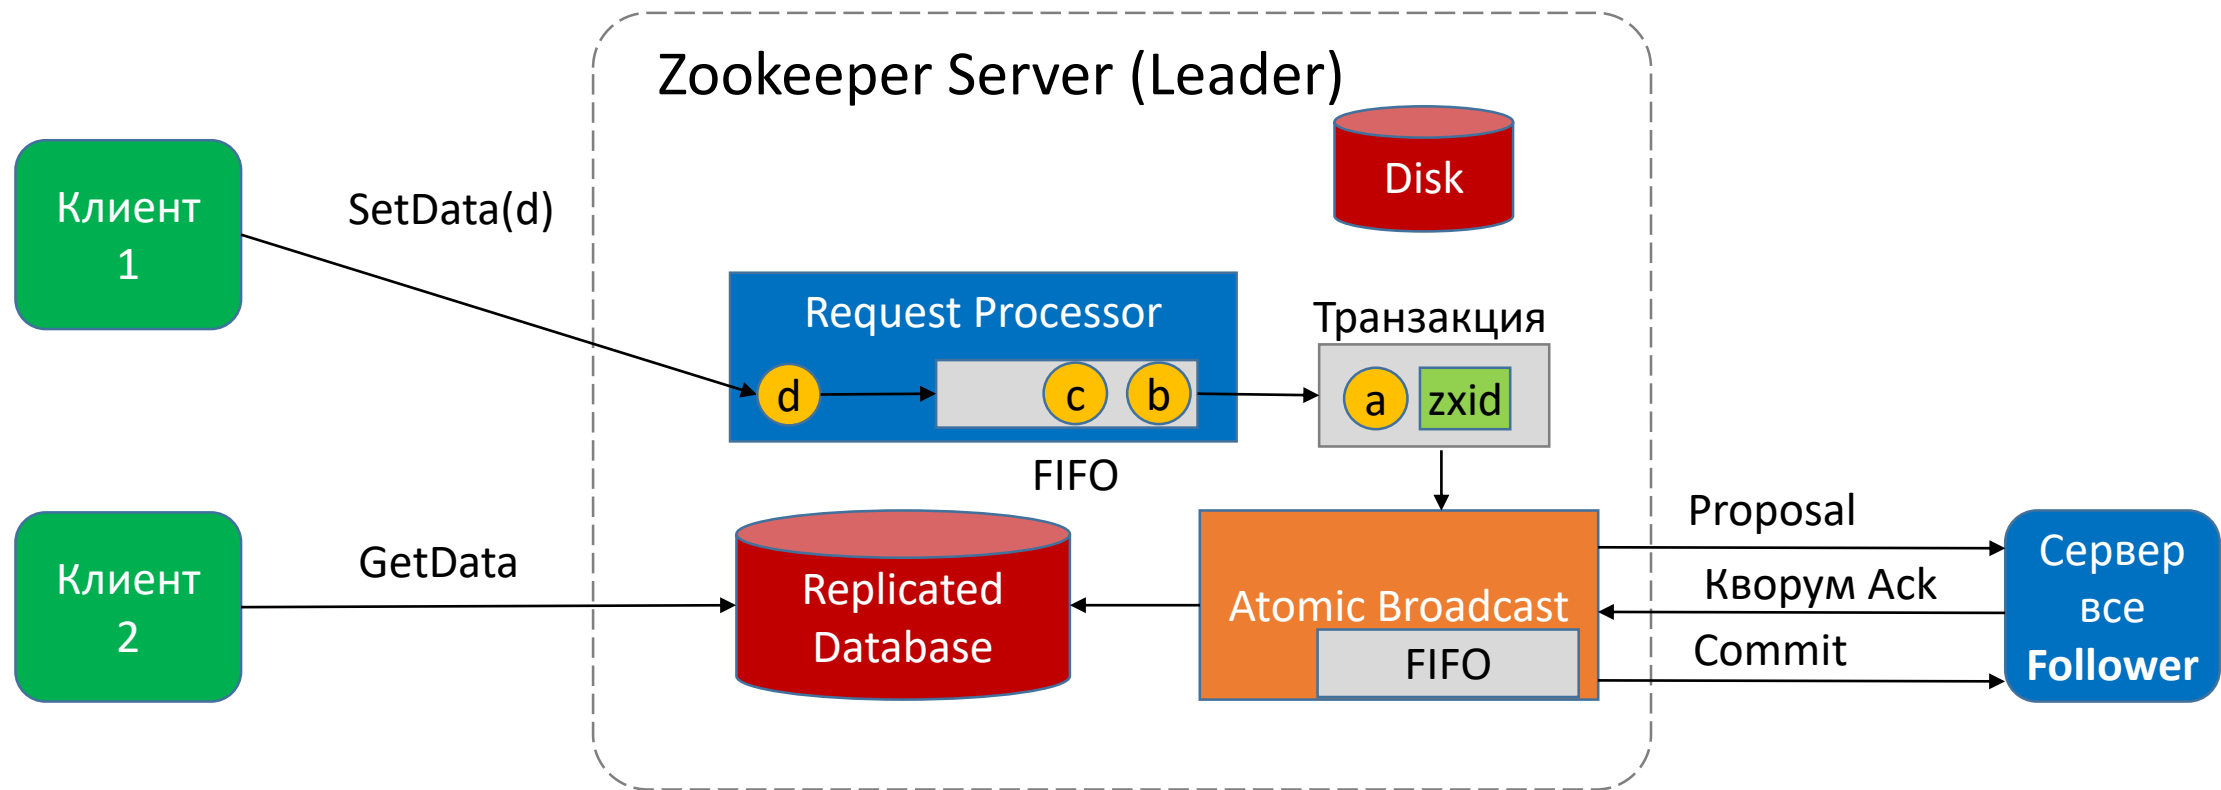 Zookeeper Server (Leader)
Disk
Клиент
1
SetData(d)
Request Processor
d
c
b
FIFO
Транзакция
a
zxid
Клиент
2
GetData
Replicated
Database
Atomic Broadcast
FIFO
Proposal
Кворум Ack
Commit
Сервер
все
Follower